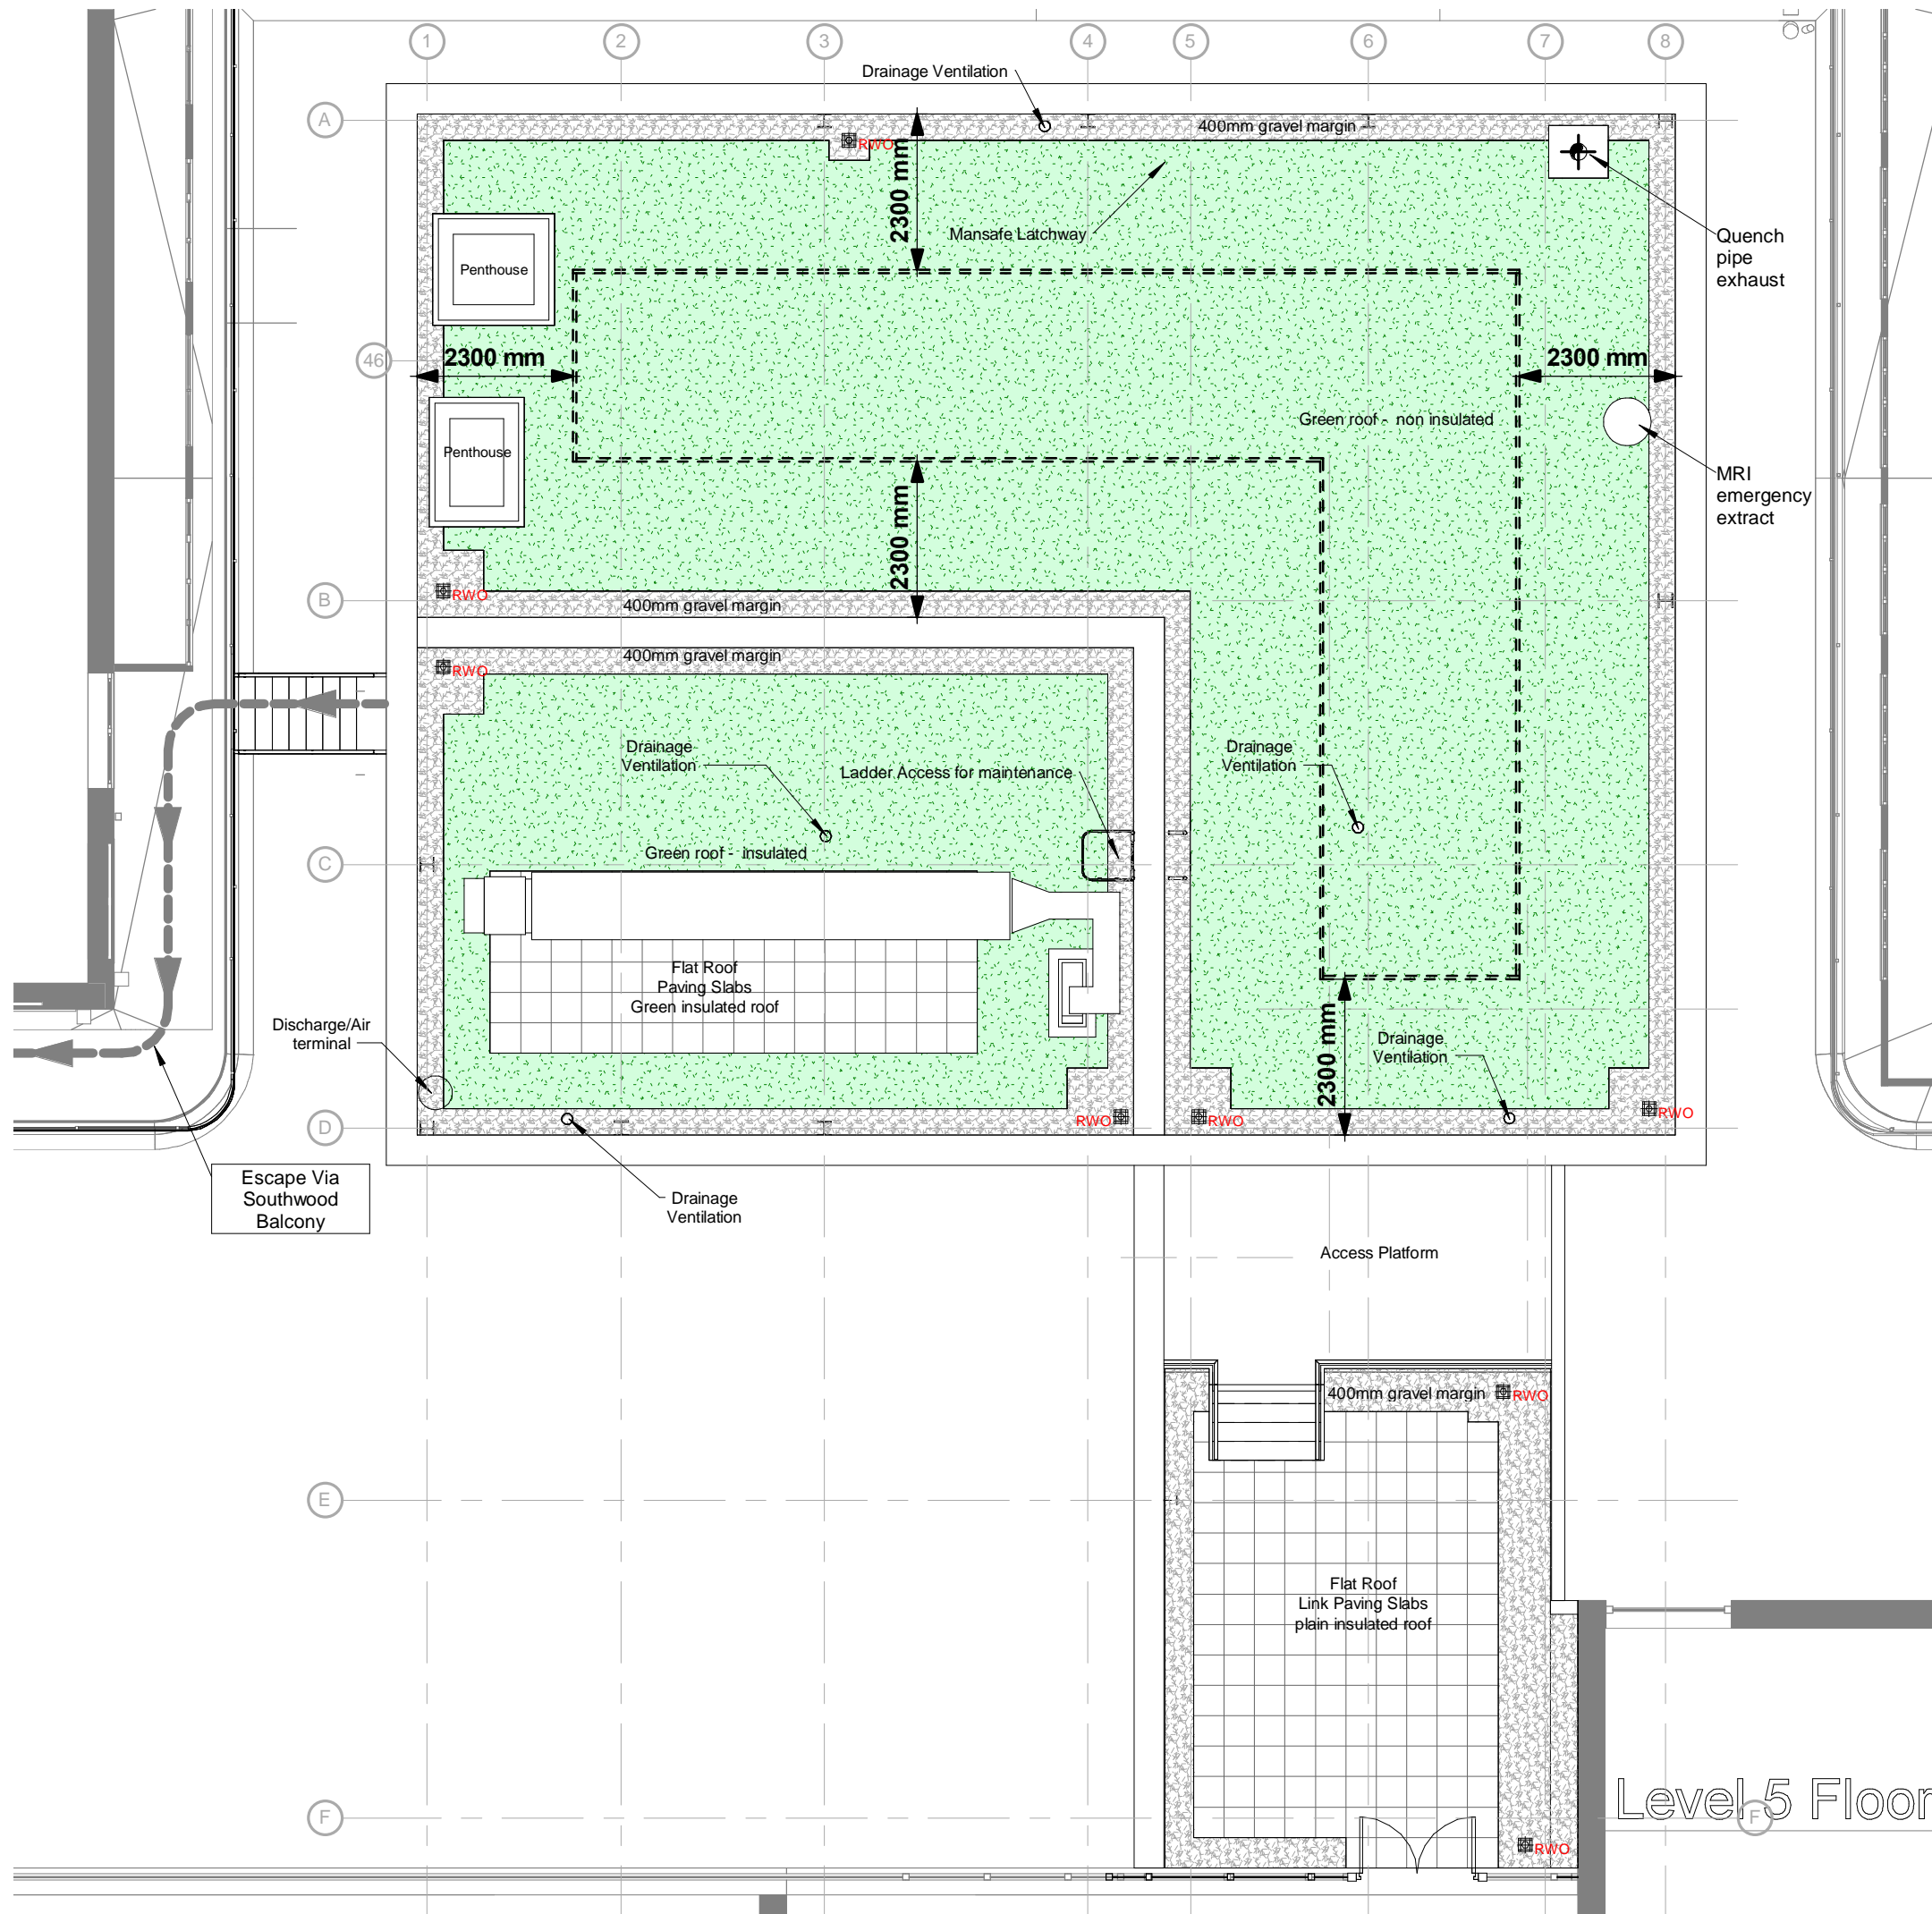 1
2
3
4
5
6
7
8
Drainage Ventilation
A
400mm gravel margin
RWO
2300 mm
Mansafe Latchway
Quench
pipe
exhaust
Penthouse
46
2300 mm
2300 mm
Green roof - non insulated
Penthouse
MRI
emergency
extract
2300 mm
RWO
B
400mm gravel margin
400mm gravel margin
RWO
Drainage
Ventilation
Ladder Access for maintenance
Drainage
Ventilation
Green roof - insulated
C
Flat Roof
Paving Slabs
Green insulated roof
Discharge/Air
terminal
2300 mm
Drainage
Ventilation
D
RWO
RWO
RWO
Escape Via
Southwood
Balcony
Drainage
Ventilation
Access Platform
400mm gravel margin
RWO
E
Flat Roof
Link Paving Slabs
plain insulated roof
Level 5 Floor
F
F
RWO